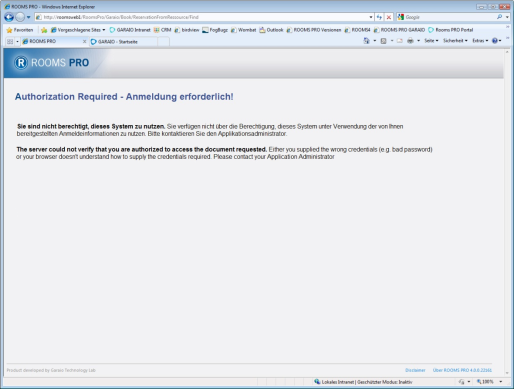 ROOMS PRO - Windows Internet Explorer
http://roomsweb1/RoomsPro/Garaio/Book/ReservationFromResource/Find
Google
Favoriten
Vorgeschlagene Sites
GARAIO Intranet
CRM
birdview
FogBugz
Wombat
Outlook
ROOMS PRO Versionen
ROOMS4
ROOMS PRO GARAIO
Rooms PRO Portal
ROOMS PRO
GARAIO - Startseite
Seite
Sicherheit
Extras
R ROOMS PRO
Authorization Required - Anmeldung erforderlich!
Sie sind nicht berechtigt, dieses System zu nutzen. Sie verfügen nicht über die Berechtigung, dieses System unter Verwendung der von Ihnen
bereitgestellten Anmeldeinformationen zu nutzen. Bitte kontaktieren Sie den Applikationsadministrator.
The server could not verify that you are authorized to access the document requested. Either you supplied the wrong credentials (e.g. bad password)
or your browser doesn't understand how to supply the credentials required. Please contact your Application Administrator
Product developed by Garaio Technology Lab
Disclaimer
Über ROOMS PRO 4.0.0.22161
Lokales Intranet | Geschützter Modus: Inaktiv
100%